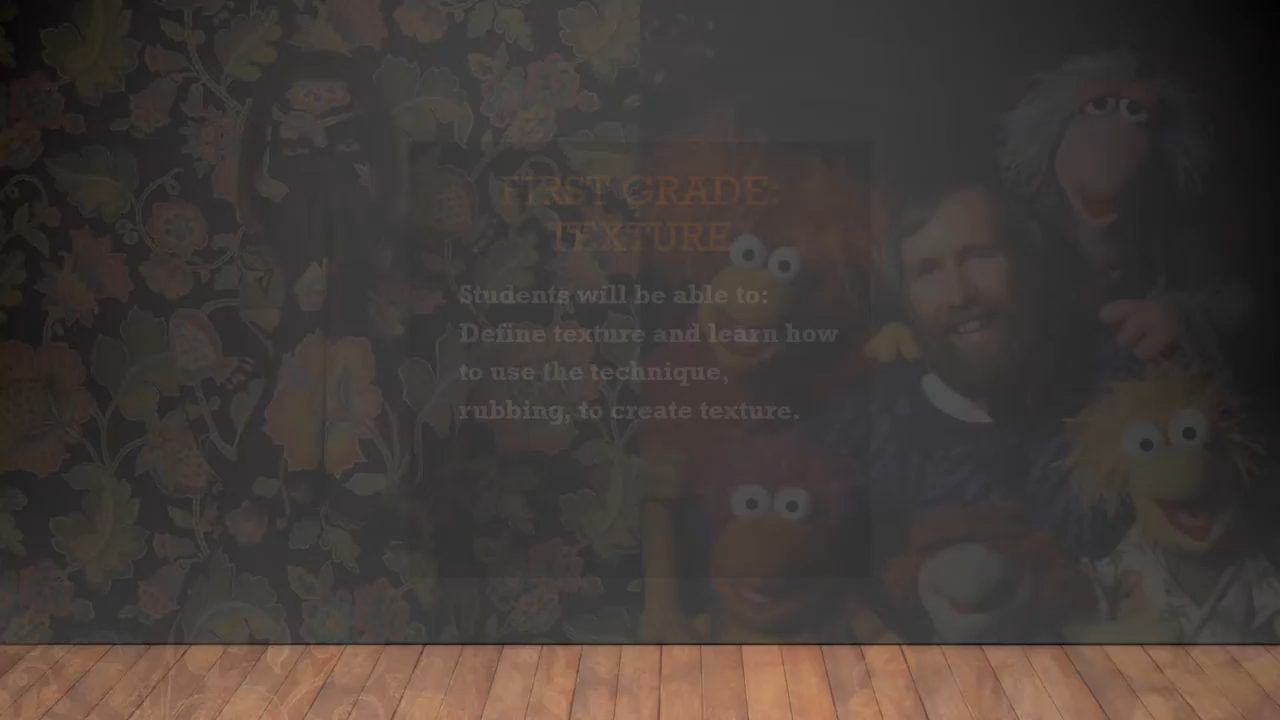 FIRST GRADE:
TEXTURE
Students will be able to:
Define texture and learn how
to use the technique,
rubbing, to create texture.